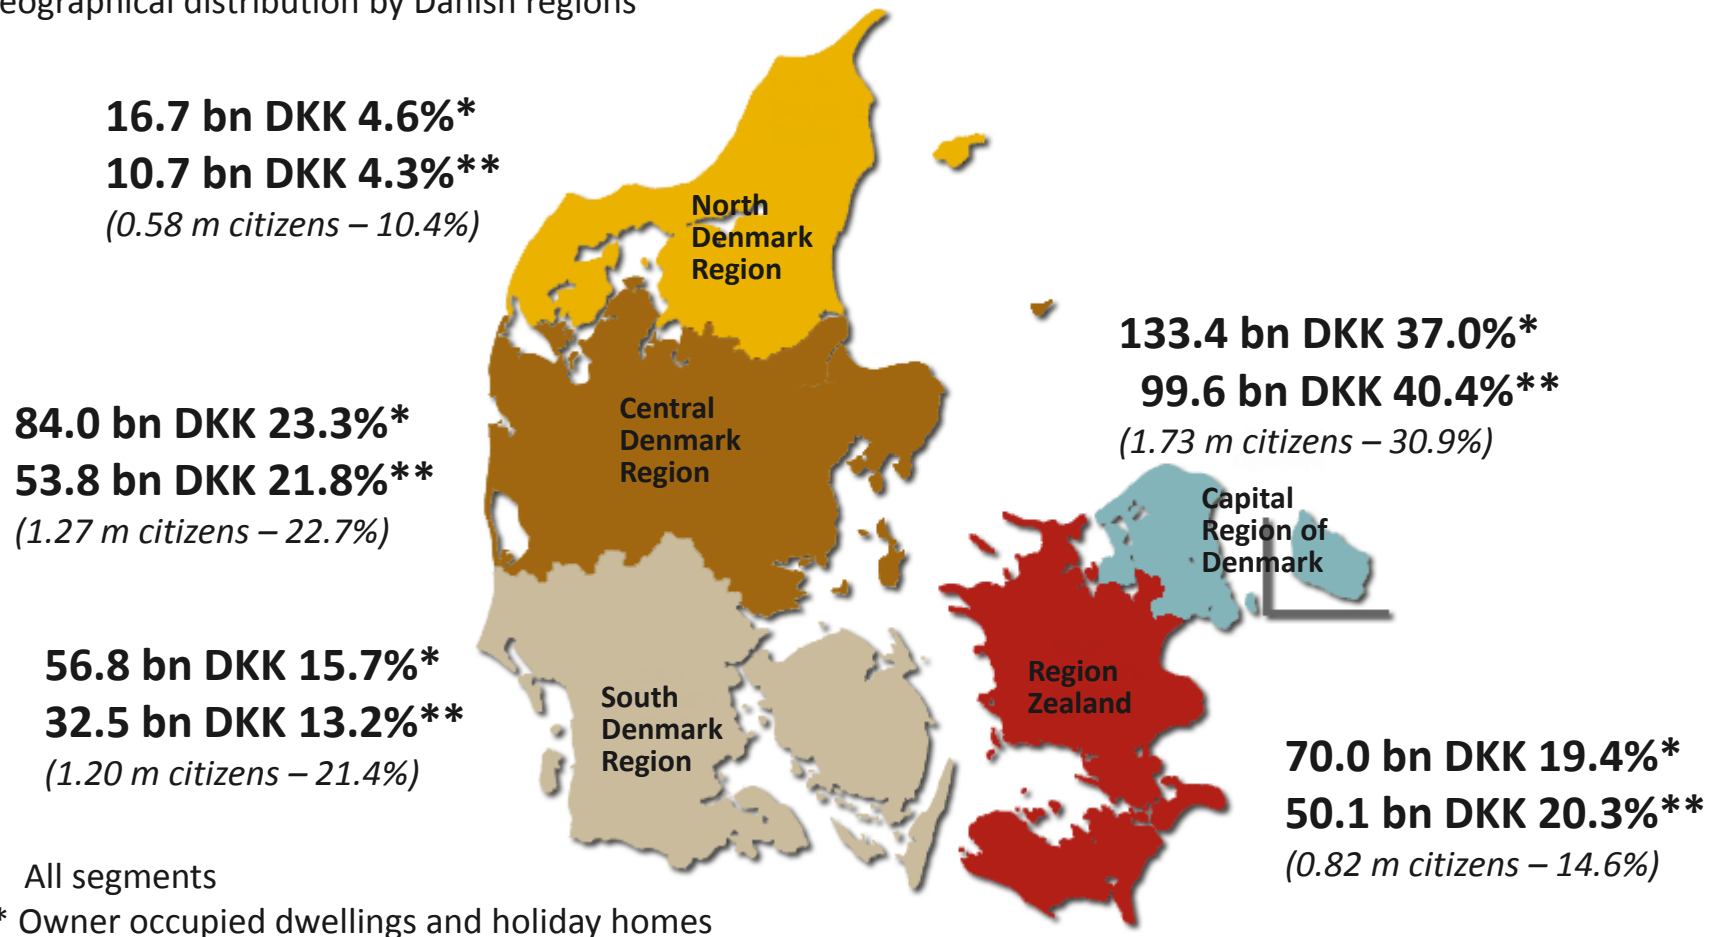 eographical distribution by Danish regions
16.7 bn DKK 4.6%*
10.7 bn DKK 4.3%**
(0.58 m citizens – 10.4%)
North
Denmark
Region
133.4 bn DKK 37.0%*
99.6 bn DKK 40.4%**
(1.73 m citizens – 30.9%)
84.0 bn DKK 23.3%*
53.8 bn DKK 21.8%**
(1.27 m citizens – 22.7%)
Central
Denmark
Region
Capital
Region of
Denmark
56.8 bn DKK 15.7%*
32.5 bn DKK 13.2%**
(1.20 m citizens – 21.4%)
South
Denmark
Region
Region
Zealand
70.0 bn DKK 19.4%*
50.1 bn DKK 20.3%**
(0.82 m citizens – 14.6%)
All segments
* Owner occupied dwellings and holiday homes